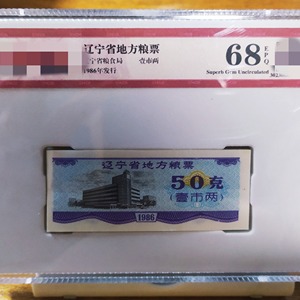 辽宁省地方粮票
辽宁省粮食局 壹市两
1986年发行
68 EPQ
Superb Gem Uncirculated
辽宁省地方粮票
50克
(壹市两)
1986